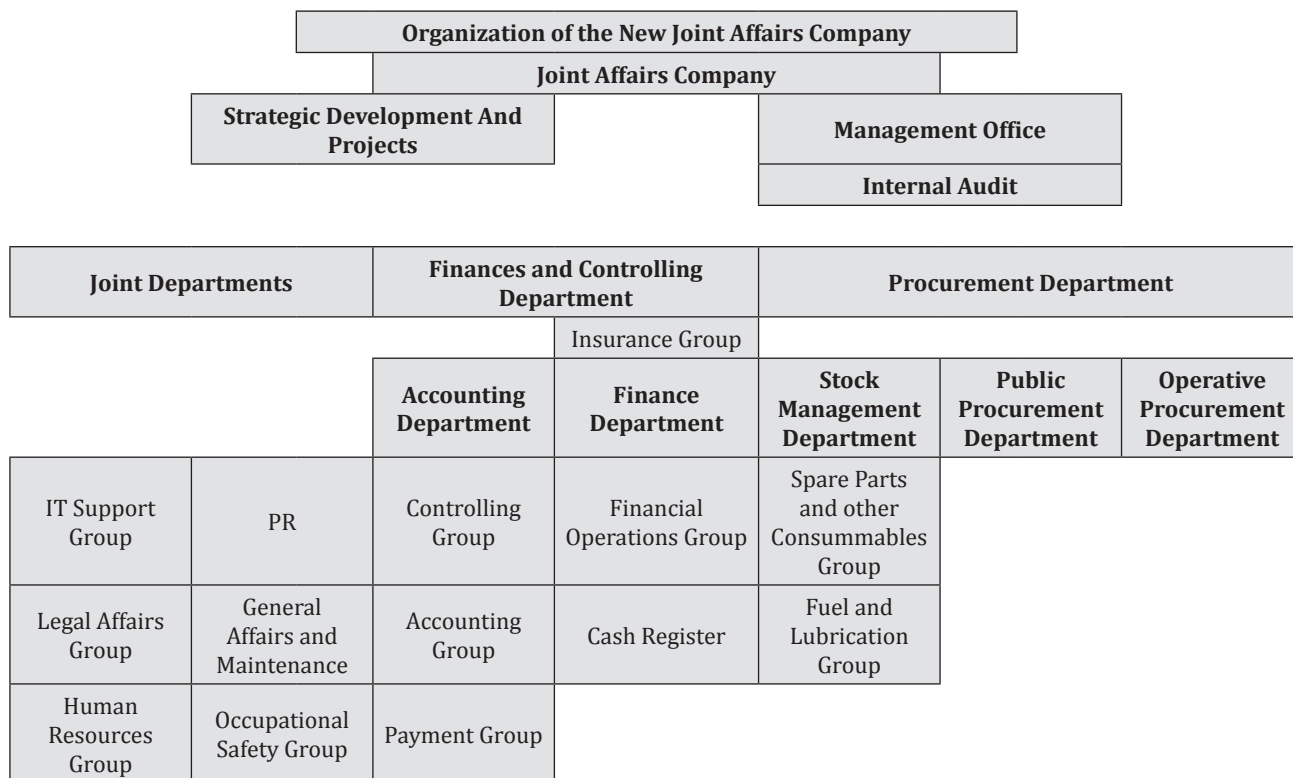 Organization of the New Joint Affairs Company
Joint Affairs Company
Strategic Development And
Projects
Management Office
Internal Audit
Joint Departments
Finances and Controlling
Department
Procurement Department
Insurance Group
Accounting
Department
Finance
Department
Stock
Management
Department
Public
Procurement
Department
Operative
Procurement
Department
IT Support
Group
PR
Controlling
Group
Financial
Operations Group
Spare Parts
and other
Consummables
Group
Legal Affairs
Group
General
Affairs and
Maintenance
Accounting
Group
Cash Register
Fuel and
Lubrication
Group
Human
Resources
Group
Occupational
Safety Group
Payment Group